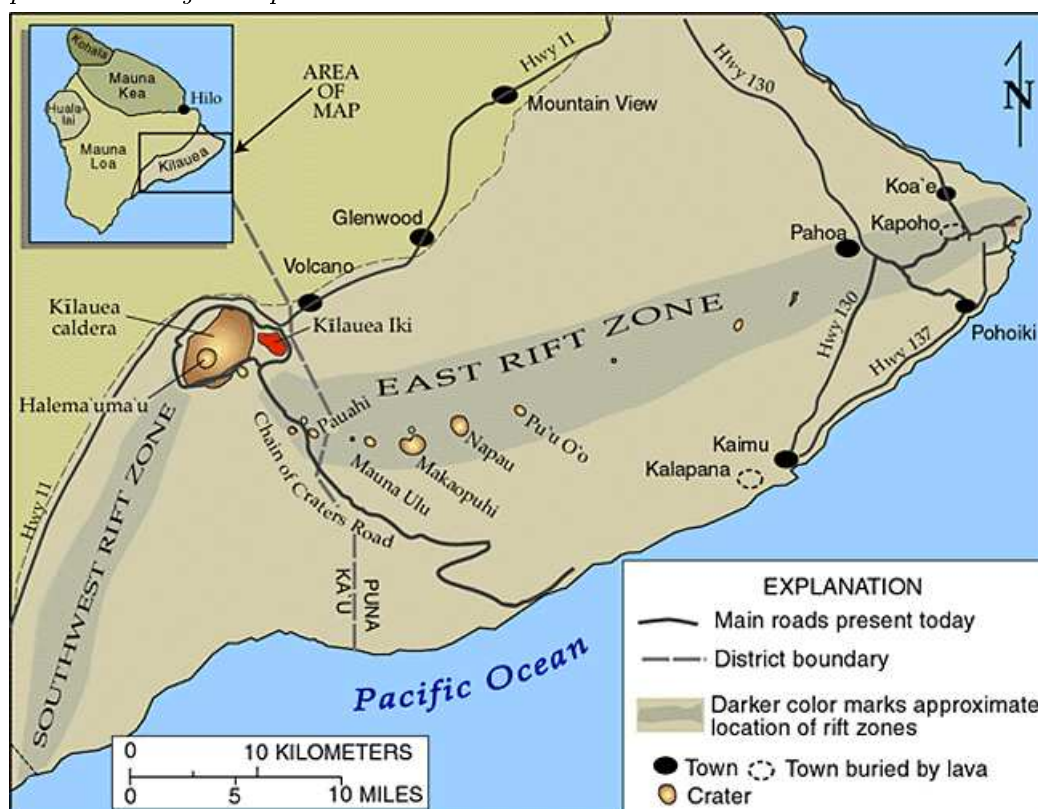 Kohala
Mauna
Kea
Hilo
Huala-
lai
Mauna
Loa
Kilauea
AREA
OF
MAP
Hwy 11
Mountain View
Hwy 130
N
Koa`e
Kapoho
Glenwood
Pahoa
Volcano
Kīlauea
caldera
Kīlauea Iki
EAST RIFT ZONE
Hwy 130
Hwy 137
Pohoiki
Halema`uma`u
Pauahi
Pu`u O`o
Napau
Makaopuhi
Mauna Ulu
Kaimu
Kalapana
Chain of Craters Road
Hwy 11
SOUTHWEST RIFT ZONE
PUNA
KA`U
Pacific Ocean
0 10 KILOMETERS
0 5 10 MILES
EXPLANATION
Main roads present today
District boundary
Darker color marks approximate
location of rift zones
Town Town buried by lava
Crater